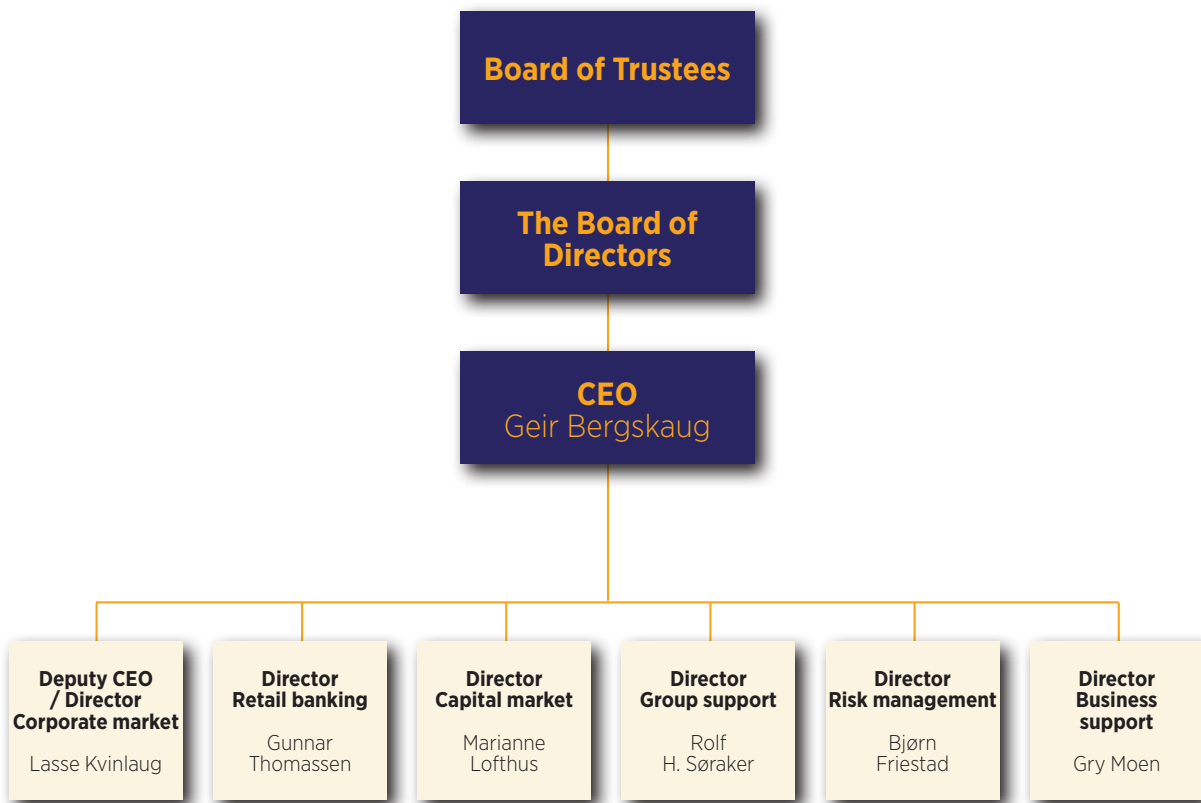 Board of Trustees
The Board of
Directors
CEO
Geir Bergskaug
Deputy CEO
/ Director
Corporate market
Lasse Kvinlaug
Director
Retail banking
Gunnar
Thomassen
Director
Capital market
Marianne
Lofthus
Director
Group support
Rolf
H. Søraker
Director
Risk management
Bjørn
Friestad
Director
Business
support
Gry Moen